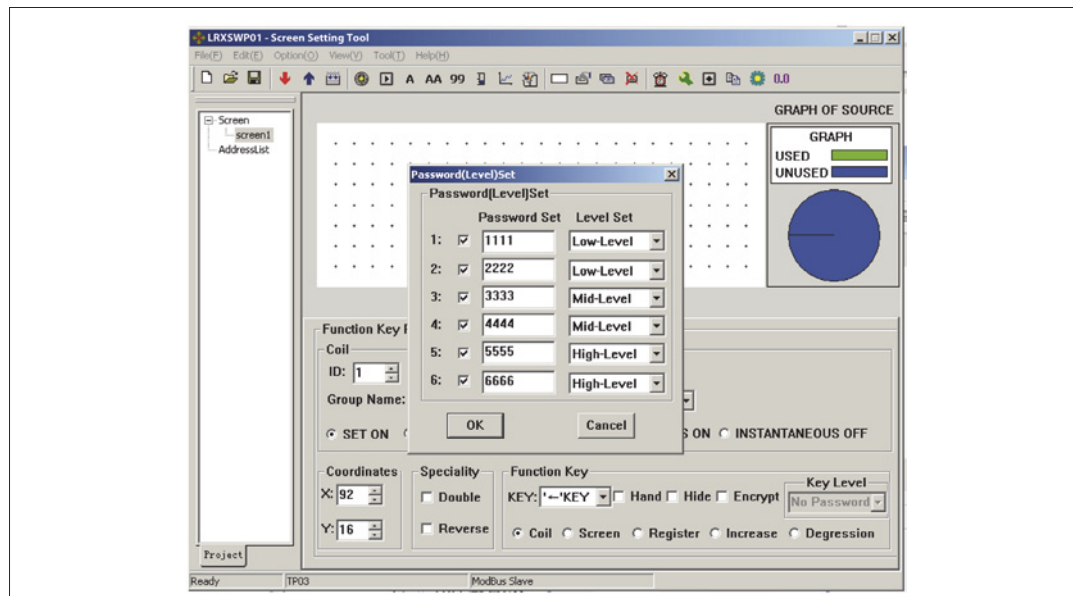 LRXSWP01 - Screen Setting Tool
File(F) Edit(E) Option(O) View(V) Tool(T) Help(H)
A AA 99 0.0
GRAPH OF SOURCE
Screen
screen1
AddressList
GRAPH
USED
UNUSED
Password(Level)Set
Password(Level)Set
Password Set Level Set
1: 1111 Low-Level
2: 2222 Low-Level
3: 3333 Mid-Level
4: 4444 Mid-Level
5: 5555 High-Level
6: 6666 High-Level
OK Cancel
Function Key
Coil
ID: 1
Group Name:
SET ON S ON INSTANTANEOUS OFF
Coordinates Speciality Function Key Key Level
X: 92 Double KEY: '←'KEY Hand Hide Encrypt No Password
Y: 16 Reverse Coil Screen Register Increase Degression
Project
Ready TP03 ModBus Slave